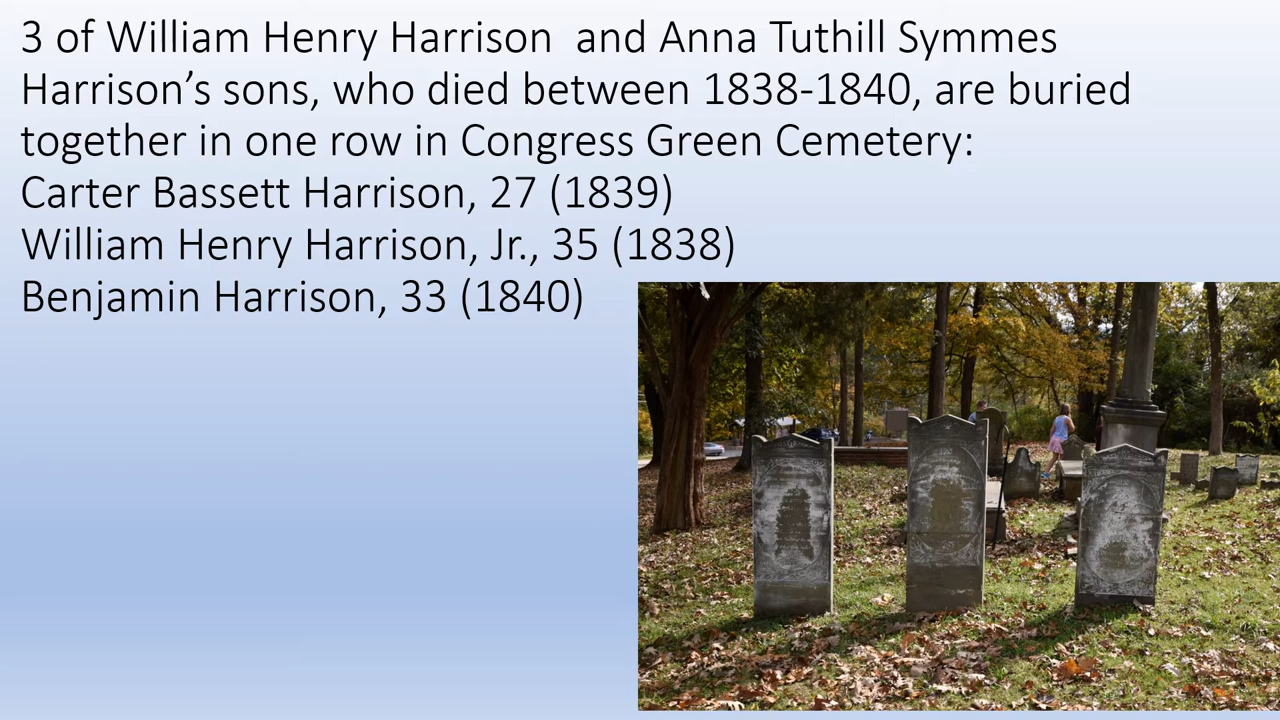 3 of William Henry Harrison  and Anna Tuthill Symmes
Harrison’s sons, who died between 1838-1840, are buried
together in one row in Congress Green Cemetery:
Carter Bassett Harrison, 27 (1839)
William Henry Harrison, Jr., 35 (1838)
Benjamin Harrison, 33 (1840)